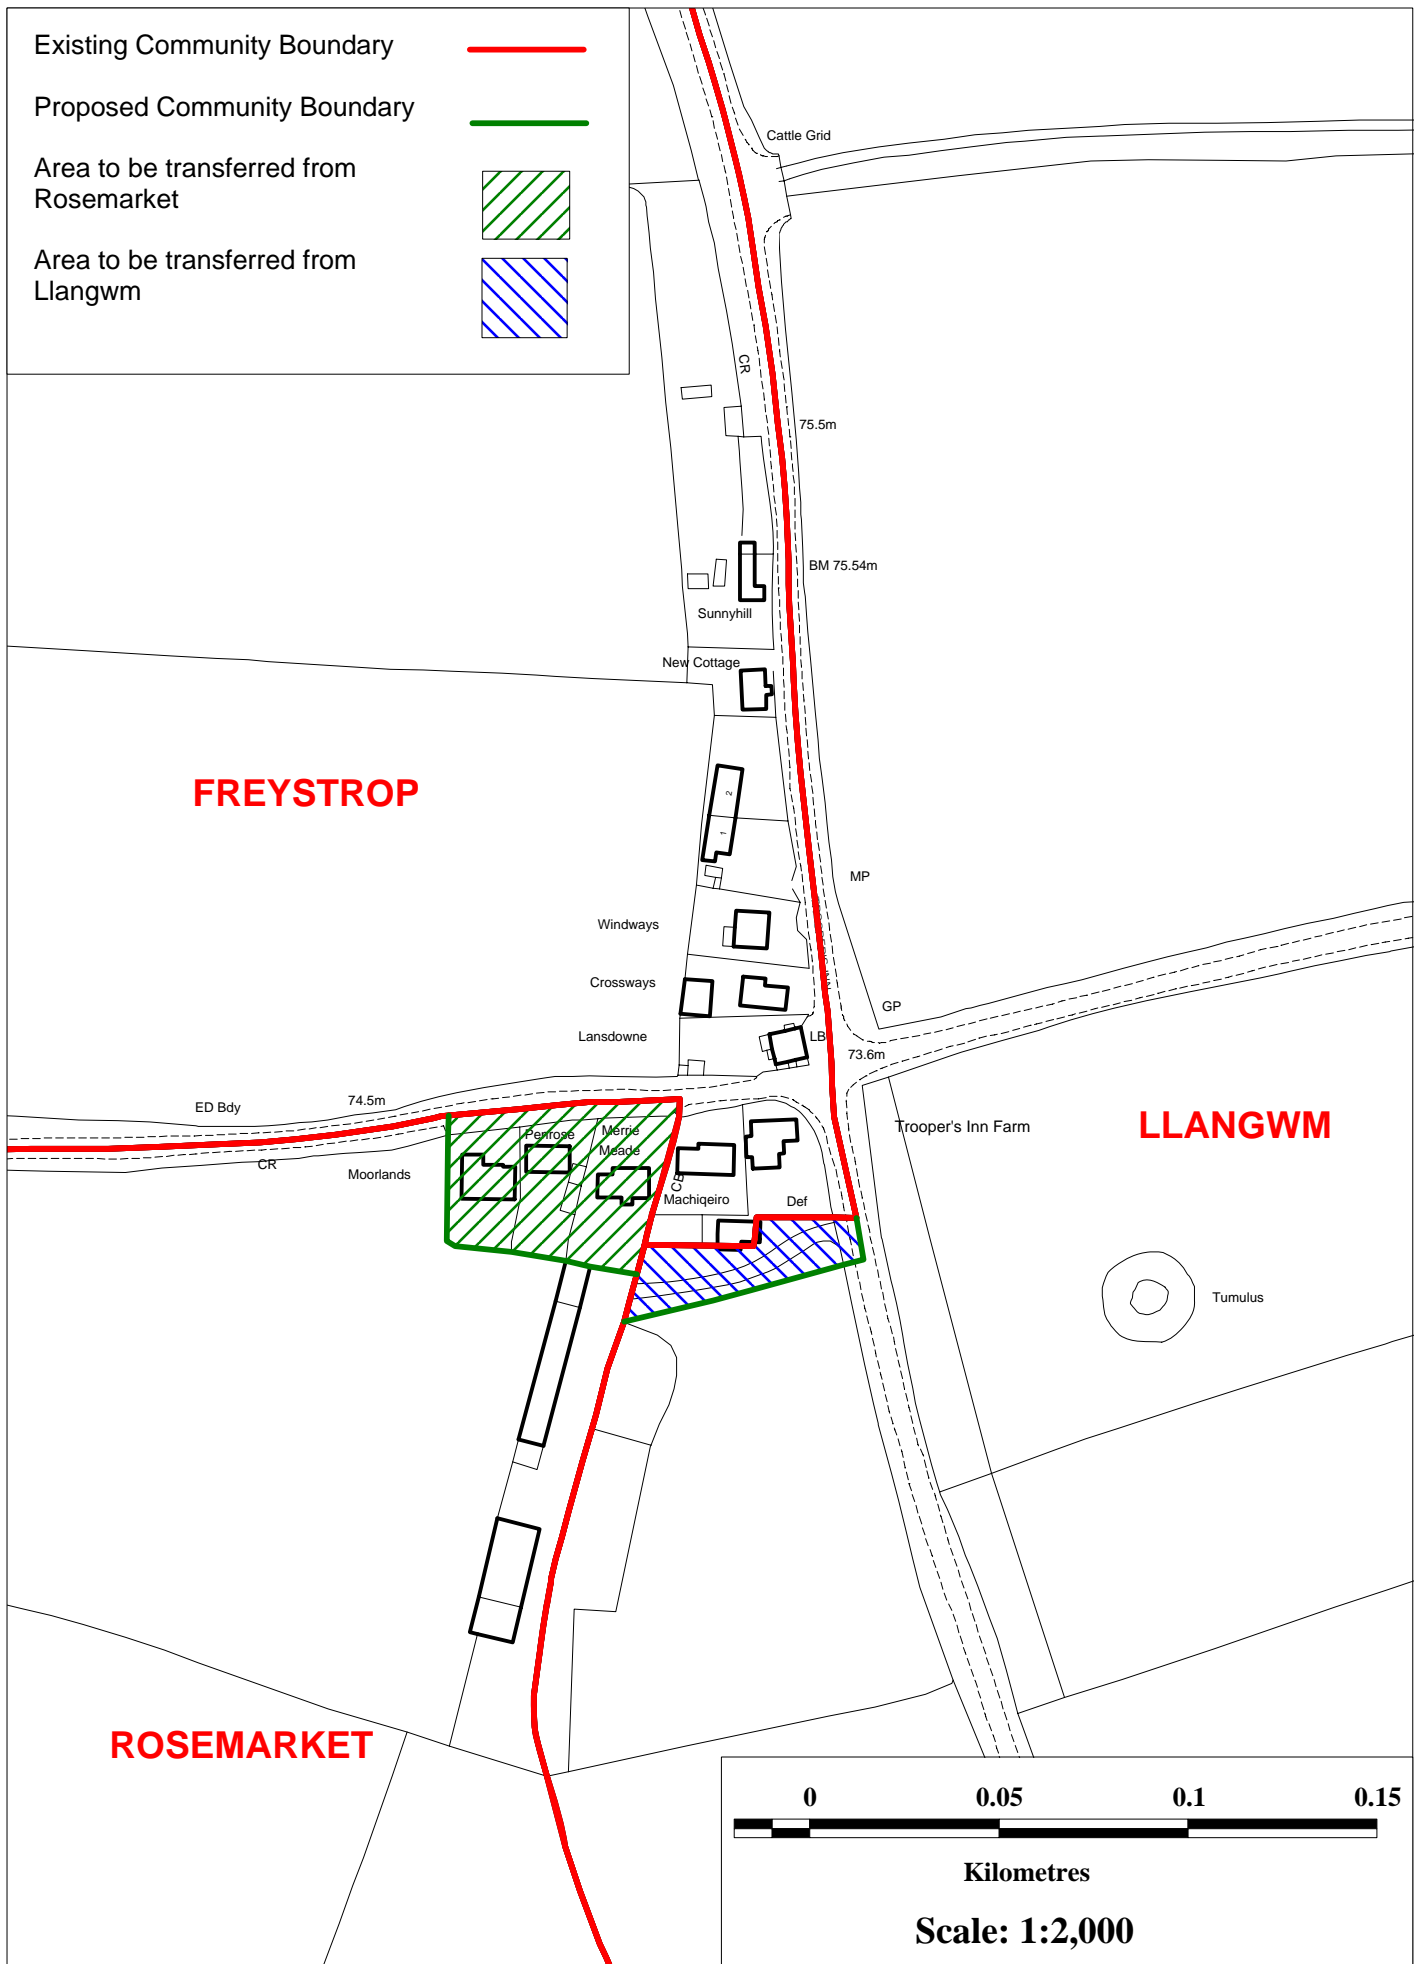 Existing Community Boundary
Proposed Community Boundary
Area to be transferred from
Rosemarket
Area to be transferred from
Llangwm
Cattle Grid
CR
75.5m
BM 75.54m
Sunnyhill
New Cottage
FREYSTROP
2
1
MP
Windways
Crossways
GP
Lansdowne
LB
73.6m
ED Bdy
74.5m
Trooper's Inn Farm
LLANGWM
Penrose
Merrie
Meade
CR
Moorlands
Machiqeiro
Def
Tumulus
ROSEMARKET
0 0.05 0.1 0.15
Kilometres
Scale: 1:2,000